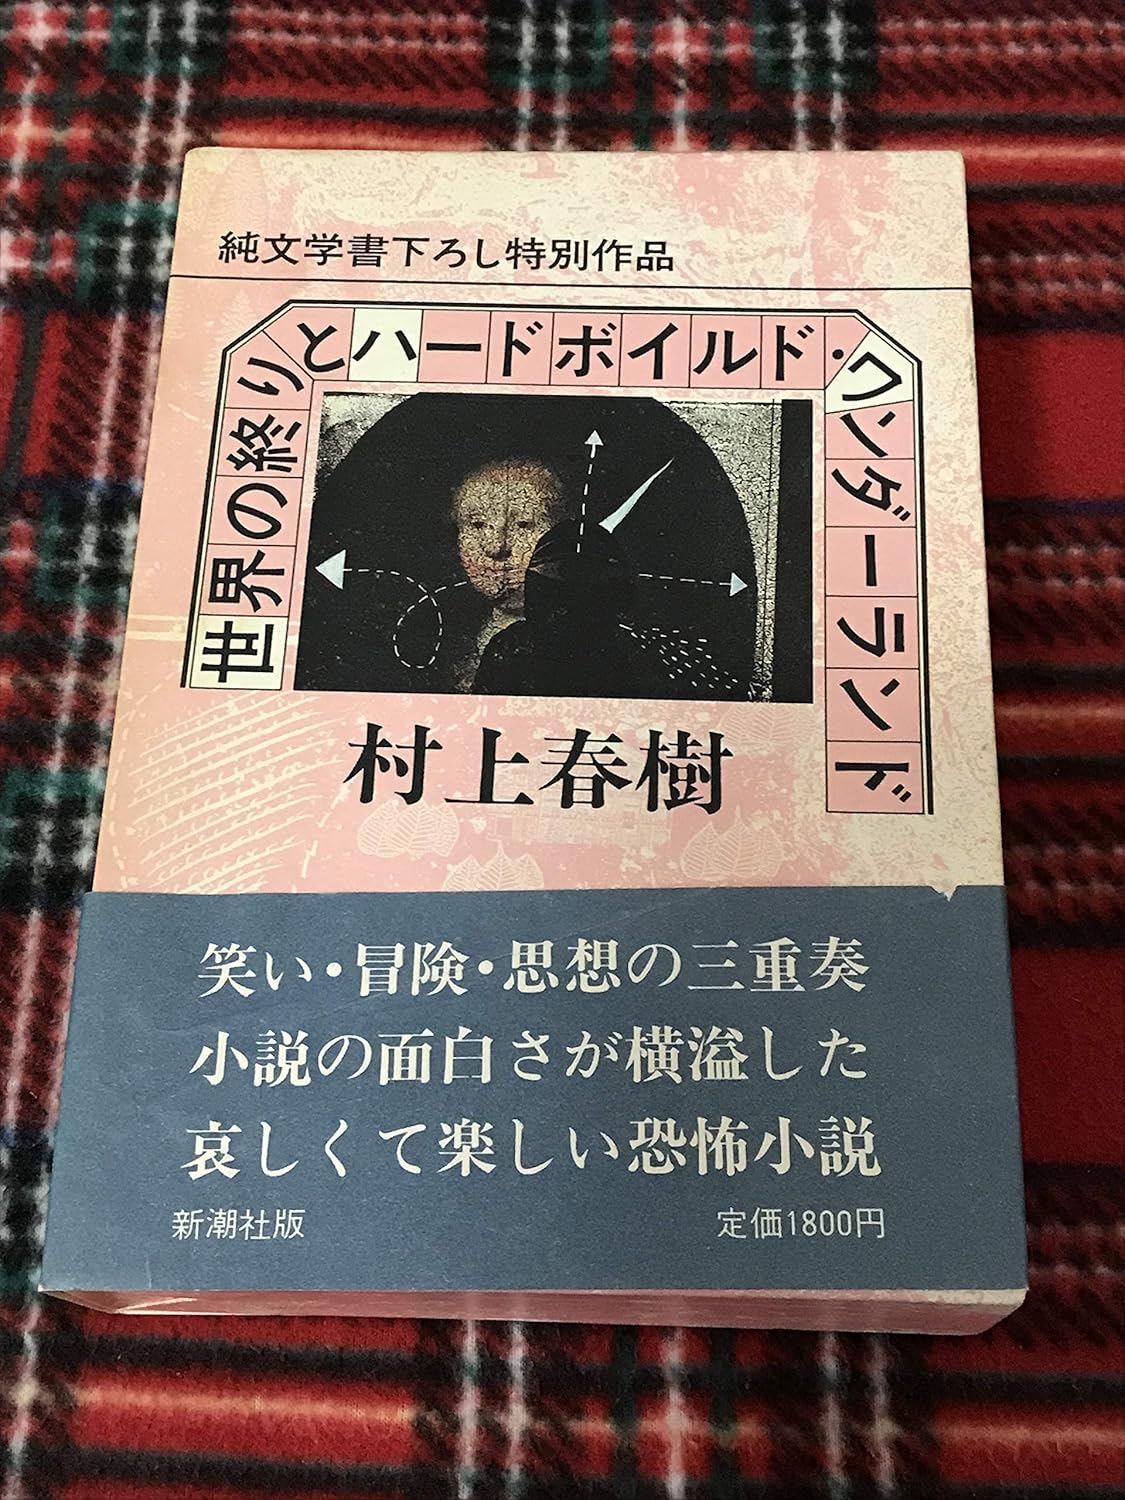 純文学書下ろし特別作品
世界の終りとハードボイルド・ワンダーランド
村上春樹
笑い・冒険・思想の三重奏
小説の面白さが横溢した
哀しくて楽しい恐怖小説
新潮社版
定価1800円